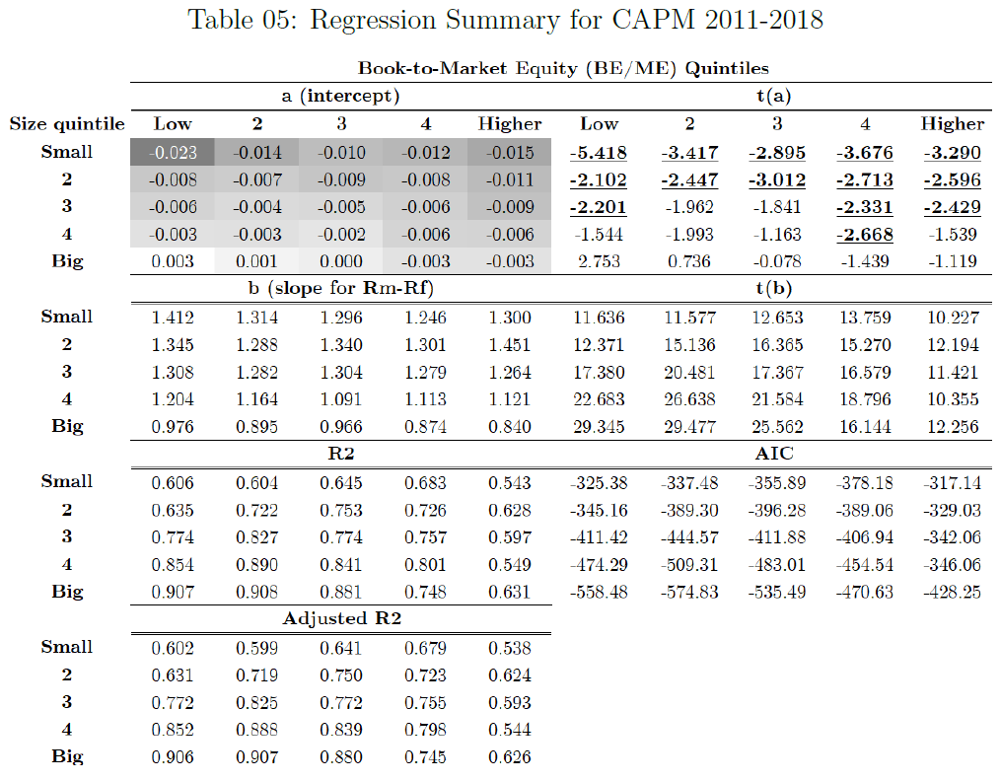 Table 05: Regression Summary for CAPM 2011-2018
Book-to-Market Equity (BE/ME) Quintiles
a (intercept) t(a)
Size quintile Low 2 3 4 Higher Low 2 3 4 Higher
Small -0.023 -0.014 -0.010 -0.012 -0.015 -5.418 -3.417 -2.895 -3.676 -3.290
2 -0.008 -0.007 -0.009 -0.008 -0.011 -2.102 -2.447 -3.012 -2.713 -2.596
3 -0.006 -0.004 -0.005 -0.006 -0.009 -2.201 -1.962 -1.841 -2.331 -2.429
4 -0.003 -0.003 -0.002 -0.006 -0.006 -1.544 -1.993 -1.163 -2.668 -1.539
Big 0.003 0.001 0.000 -0.003 -0.003 2.753 0.736 -0.078 -1.439 -1.119
b (slope for Rm-Rf) t(b)
Small 1.412 1.314 1.296 1.246 1.300 11.636 11.577 12.653 13.759 10.227
2 1.345 1.288 1.340 1.301 1.451 12.371 15.136 16.365 15.270 12.194
3 1.308 1.282 1.304 1.279 1.264 17.380 20.481 17.367 16.579 11.421
4 1.204 1.164 1.091 1.113 1.121 22.683 26.638 21.584 18.796 10.355
Big 0.976 0.895 0.966 0.874 0.840 29.345 29.477 25.562 16.144 12.256
R2 AIC
Small 0.606 0.604 0.645 0.683 0.543 -325.38 -337.48 -355.89 -378.18 -317.14
2 0.635 0.722 0.753 0.726 0.628 -345.16 -389.30 -396.28 -389.06 -329.03
3 0.774 0.827 0.774 0.757 0.597 -411.42 -444.57 -411.88 -406.94 -342.06
4 0.854 0.890 0.841 0.801 0.549 -474.29 -509.31 -483.01 -454.54 -346.06
Big 0.907 0.908 0.881 0.748 0.631 -558.48 -574.83 -535.49 -470.63 -428.25
Adjusted R2
Small 0.602 0.599 0.641 0.679 0.538
2 0.631 0.719 0.750 0.723 0.624
3 0.772 0.825 0.772 0.755 0.593
4 0.852 0.888 0.839 0.798 0.544
Big 0.906 0.907 0.880 0.745 0.626